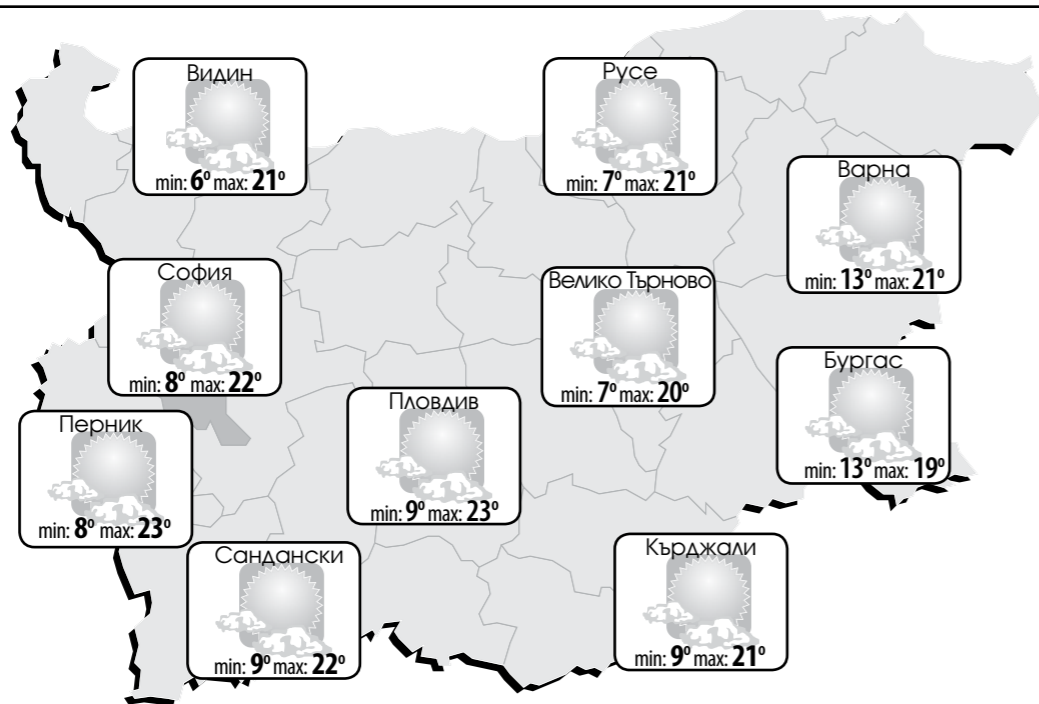 Видин
min: 6° max: 21°
Русе
min: 7° max: 21°
Варна
min: 13° max: 21°
София
min: 8° max: 22°
Велико Търново
min: 7° max: 20°
Бургас
min: 13° max: 19°
Пловдив
min: 9° max: 23°
Перник
min: 8° max: 23°
Сандански
min: 9° max: 22°
Кърджали
min: 9° max: 21°